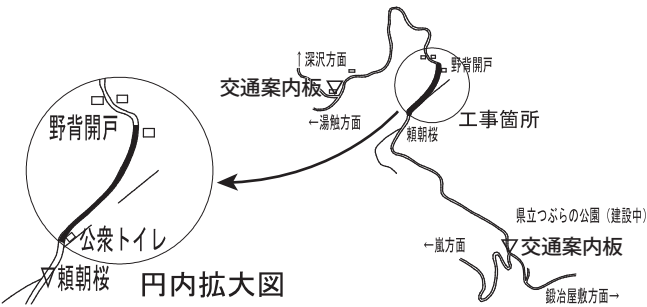 ↑深沢方面
野背開戸
交通案内板
←湯触方面
工事箇所
頼朝桜
野背開戸
公衆トイレ
頼朝桜
円内拡大図
県立つぶらの公園（建設中）
←嵐方面
交通案内板
鍛冶屋敷方面→